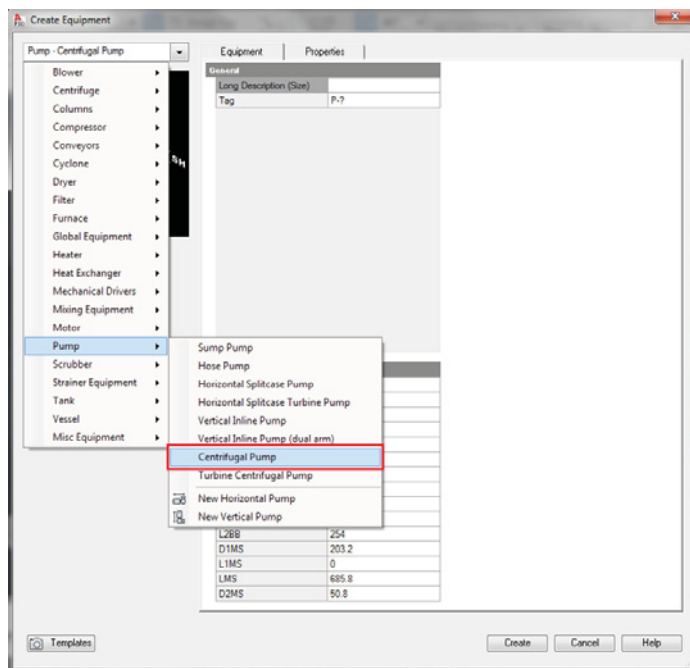 Create Equipment
Pump - Centrifugal Pump
Equipment
Properties
Blower
Centrifuge
Columns
Compressor
Conveyors
Cyclone
Dryer
Filter
Furnace
Global Equipment
Heater
Heat Exchanger
Mechanical Drivers
Mixing Equipment
Motor
Pump
Scrubber
Strainer Equipment
Tank
Vessel
Misc Equipment
General
Long Description (Size)
Tag P-?
Sump Pump
Hose Pump
Horizontal Splitcase Pump
Horizontal Splitcase Turbine Pump
Vertical Inline Pump
Vertical Inline Pump (dual arm)
Centrifugal Pump
Turbine Centrifugal Pump
New Horizontal Pump
New Vertical Pump
L2BB 254
D1MS 203.2
L1MS 0
LMS 685.8
D2MS 50.8
Templates
Create
Cancel
Help